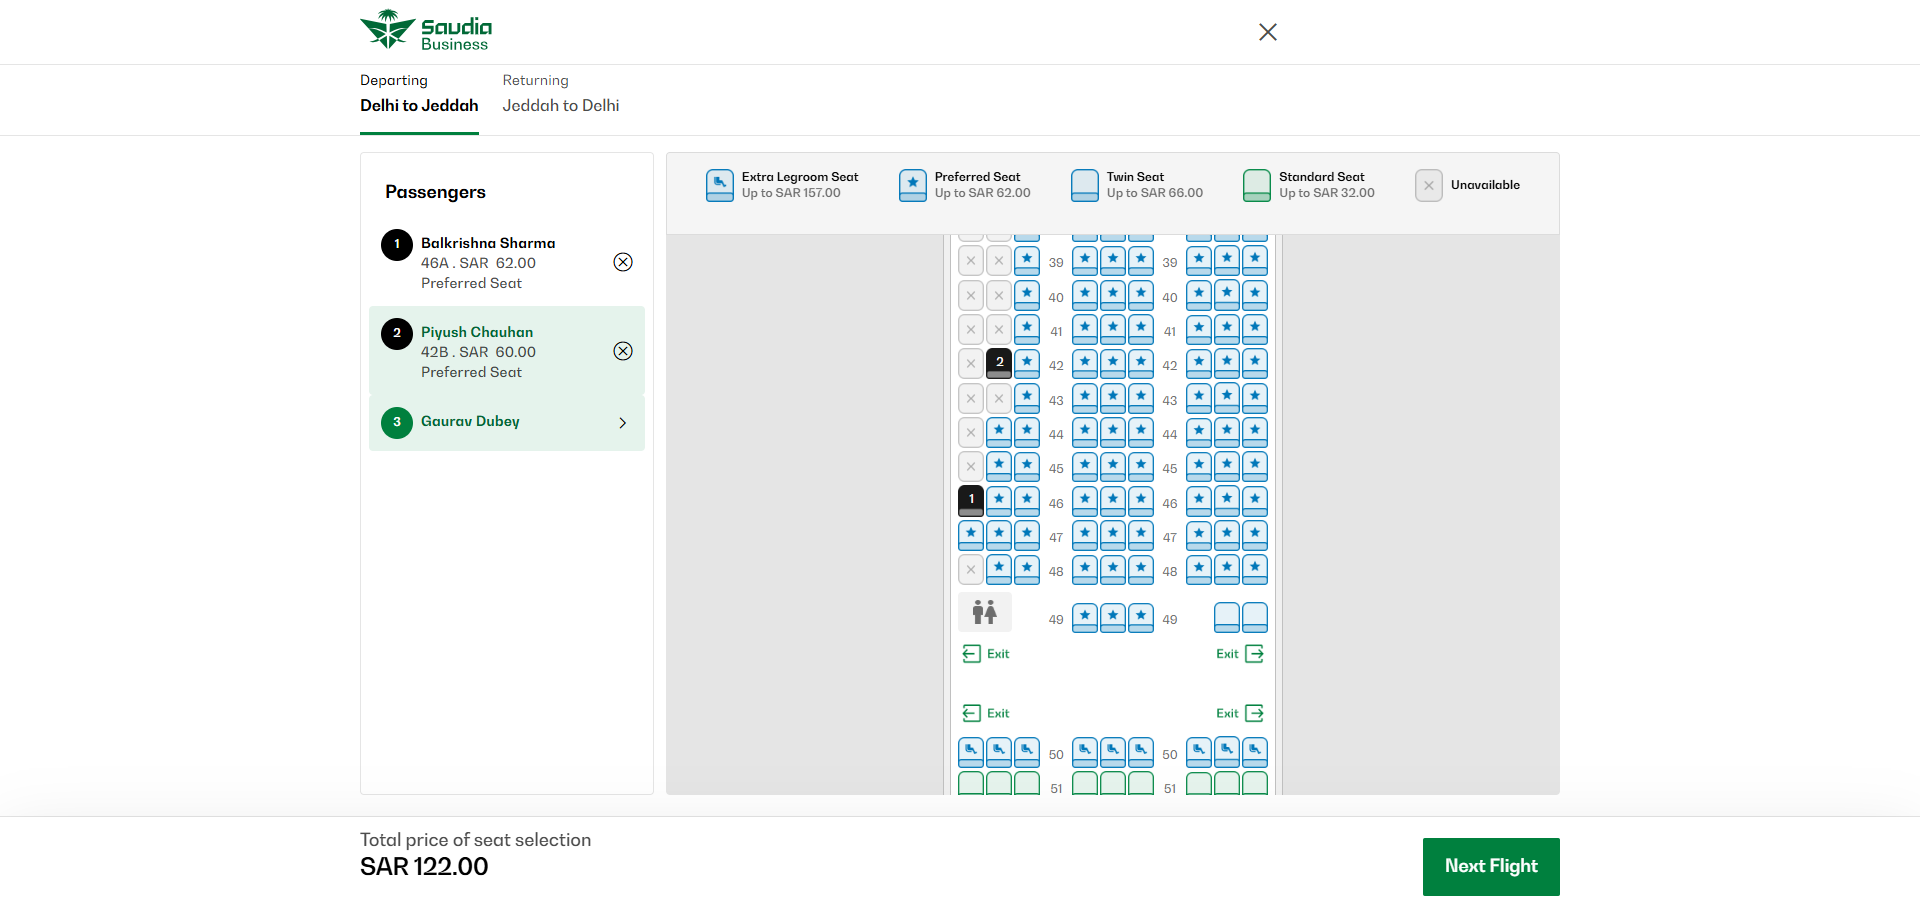 Saudia
Business
Departing
Delhi to Jeddah
Returning
Jeddah to Delhi
Passengers
1
Balkrishna Sharma
46A . SAR 62.00
Preferred Seat
2
Piyush Chauhan
42B . SAR 60.00
Preferred Seat
3
Gaurav Dubey
Extra Legroom Seat
Up to SAR 157.00
Preferred Seat
Up to SAR 62.00
Twin Seat
Up to SAR 66.00
Standard Seat
Up to SAR 32.00
Unavailable
39 39
40 40
41 41
2 42 42
43 43
44 44
45 45
1 46 46
47 47
48 48
49 49
Exit Exit
Exit Exit
50 50
51 51
Total price of seat selection
SAR 122.00
Next Flight